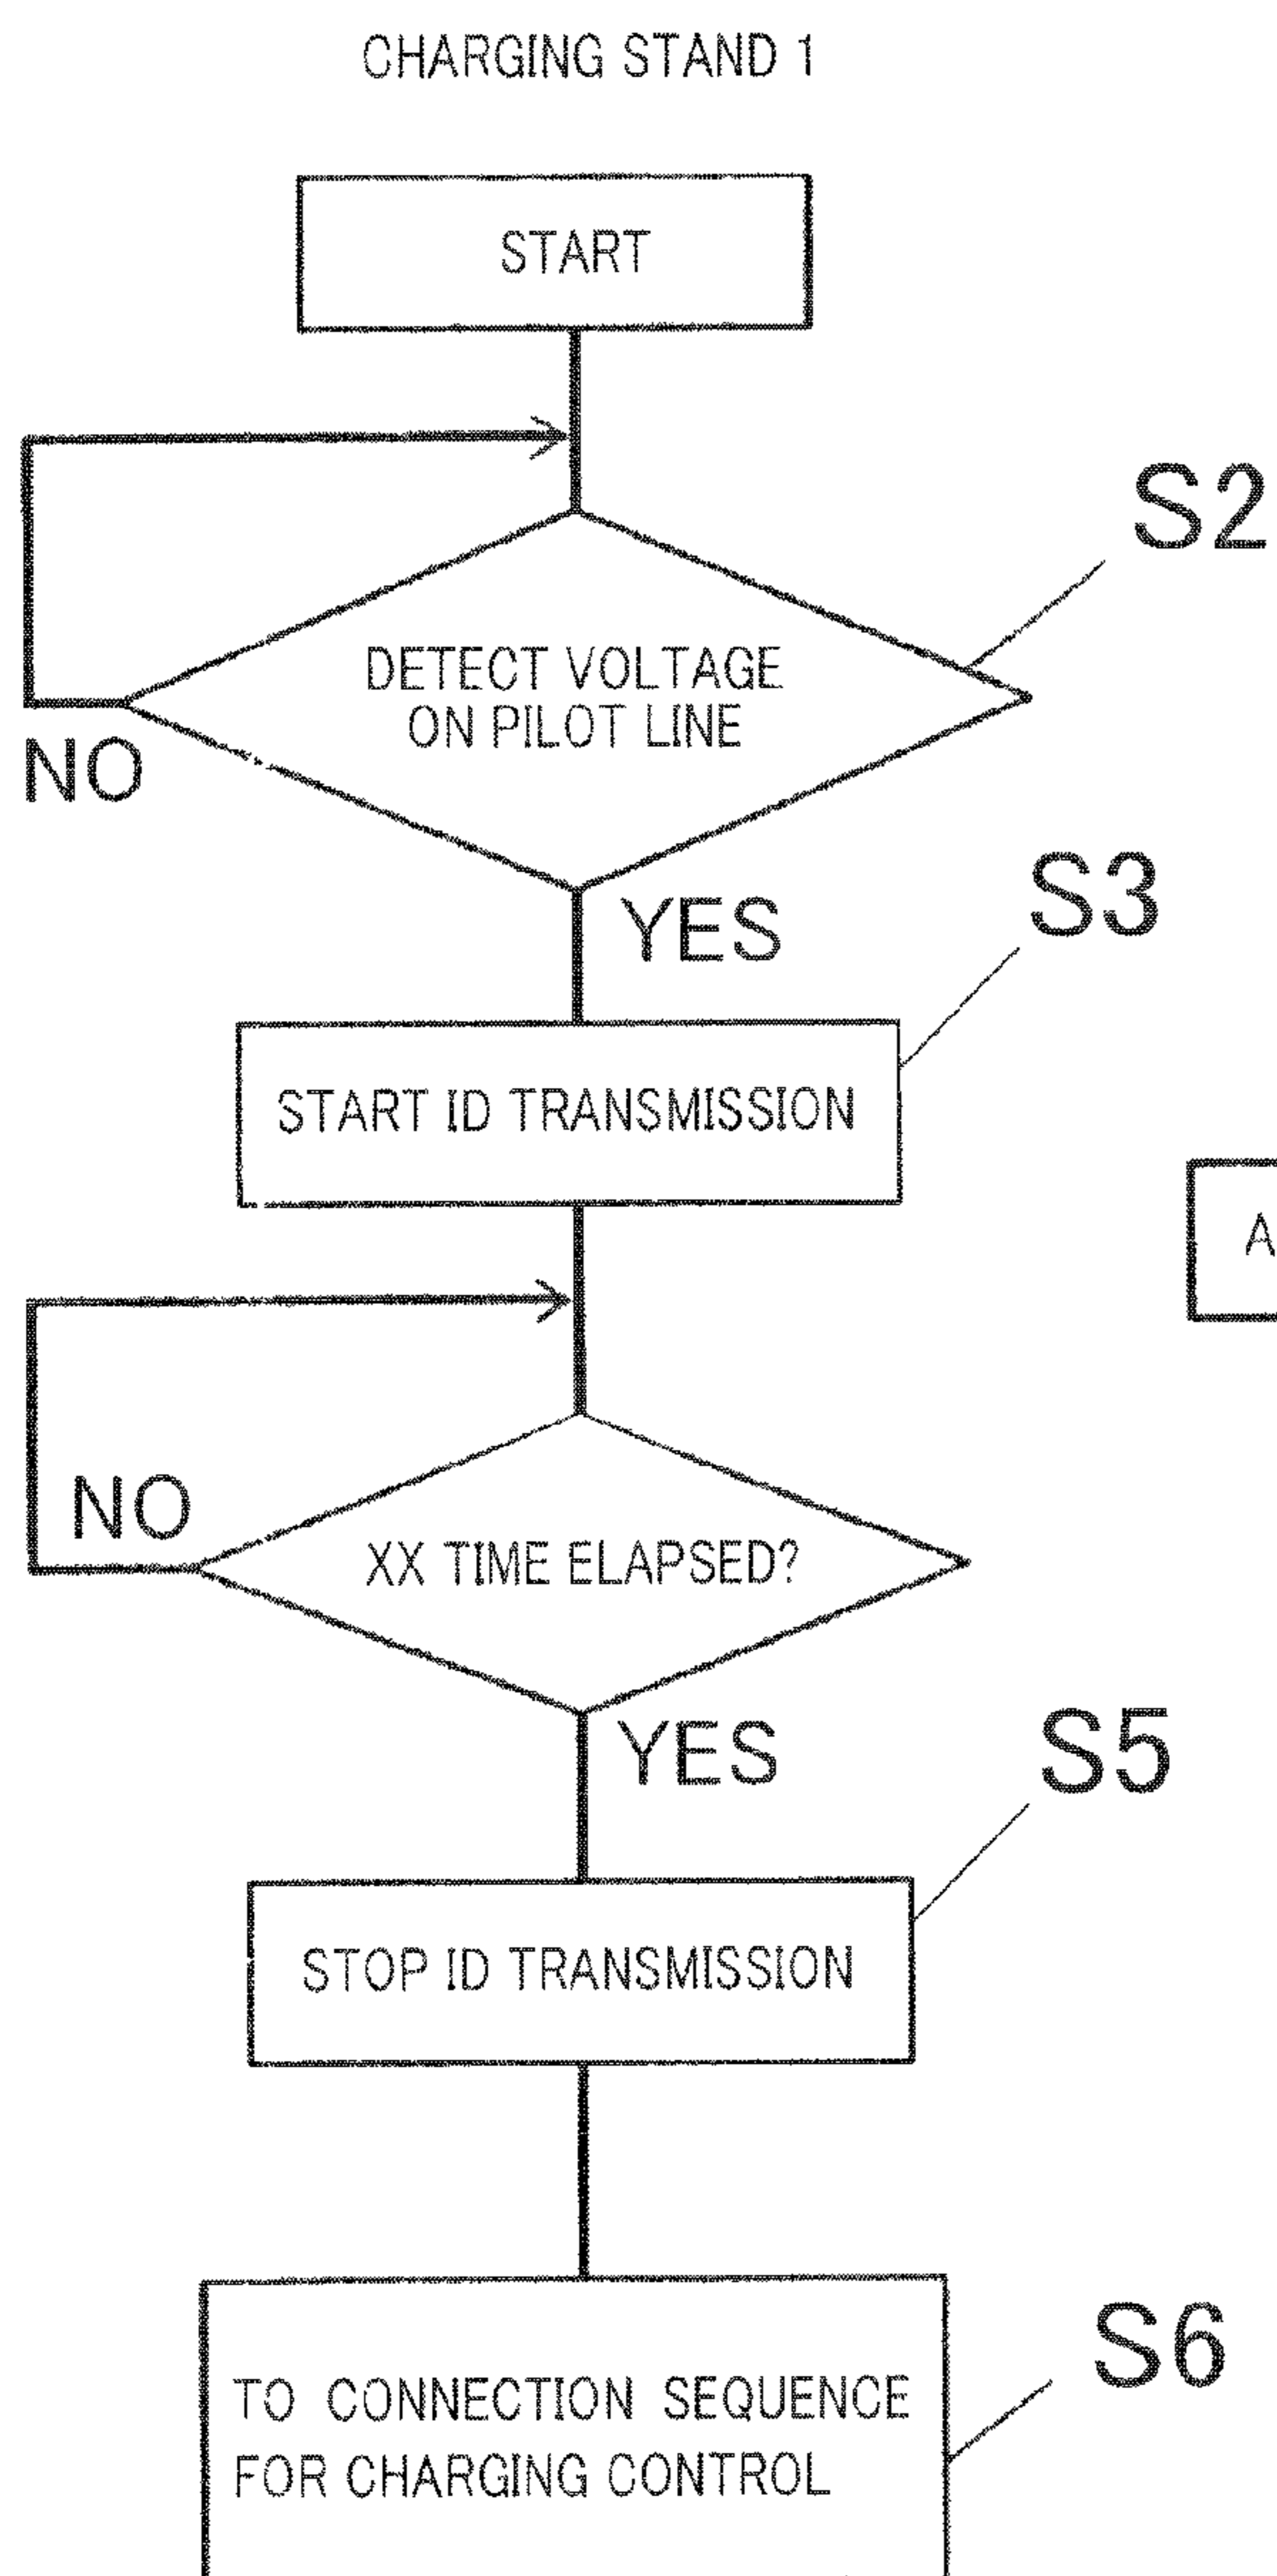 CHARGING STAND 1
START
S2
DETECT VOLTAGE
ON PILOT LINE
NO
YES
S3
START ID TRANSMISSION
A
NO
XX TIME ELAPSED?
YES
S5
STOP ID TRANSMISSION
S6
TO CONNECTION SEQUENCE
FOR CHARGING CONTROL